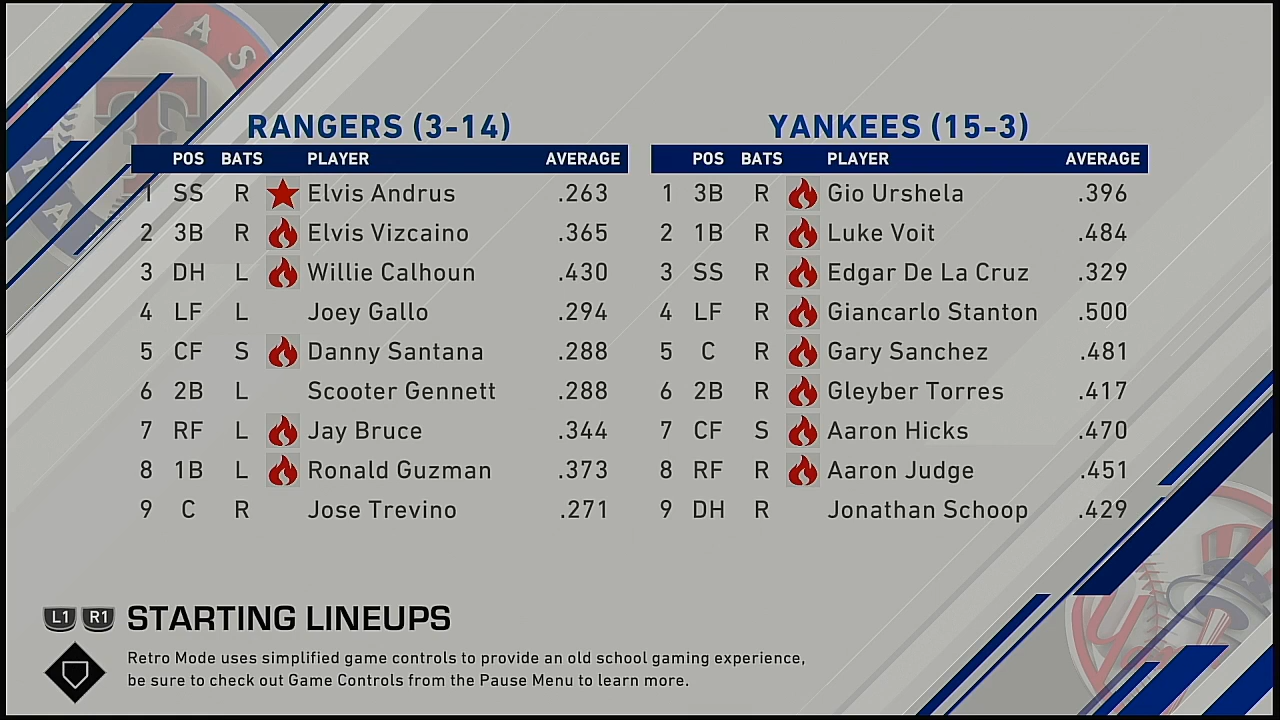 RANGERS (3-14)
POS BATS PLAYER AVERAGE
1 SS R Elvis Andrus .263
2 3B R Elvis Vizcaino .365
3 DH L Willie Calhoun .430
4 LF L Joey Gallo .294
5 CF S Danny Santana .288
6 2B L Scooter Gennett .288
7 RF L Jay Bruce .344
8 1B L Ronald Guzman .373
9 C R Jose Trevino .271
YANKEES (15-3)
POS BATS PLAYER AVERAGE
1 3B R Gio Urshela .396
2 1B R Luke Voit .484
3 SS R Edgar De La Cruz .329
4 LF R Giancarlo Stanton .500
5 C R Gary Sanchez .481
6 2B R Gleyber Torres .417
7 CF S Aaron Hicks .470
8 RF R Aaron Judge .451
9 DH R Jonathan Schoop .429
L1 R1 STARTING LINEUPS
Retro Mode uses simplified game controls to provide an old school gaming experience,
be sure to check out Game Controls from the Pause Menu to learn more.